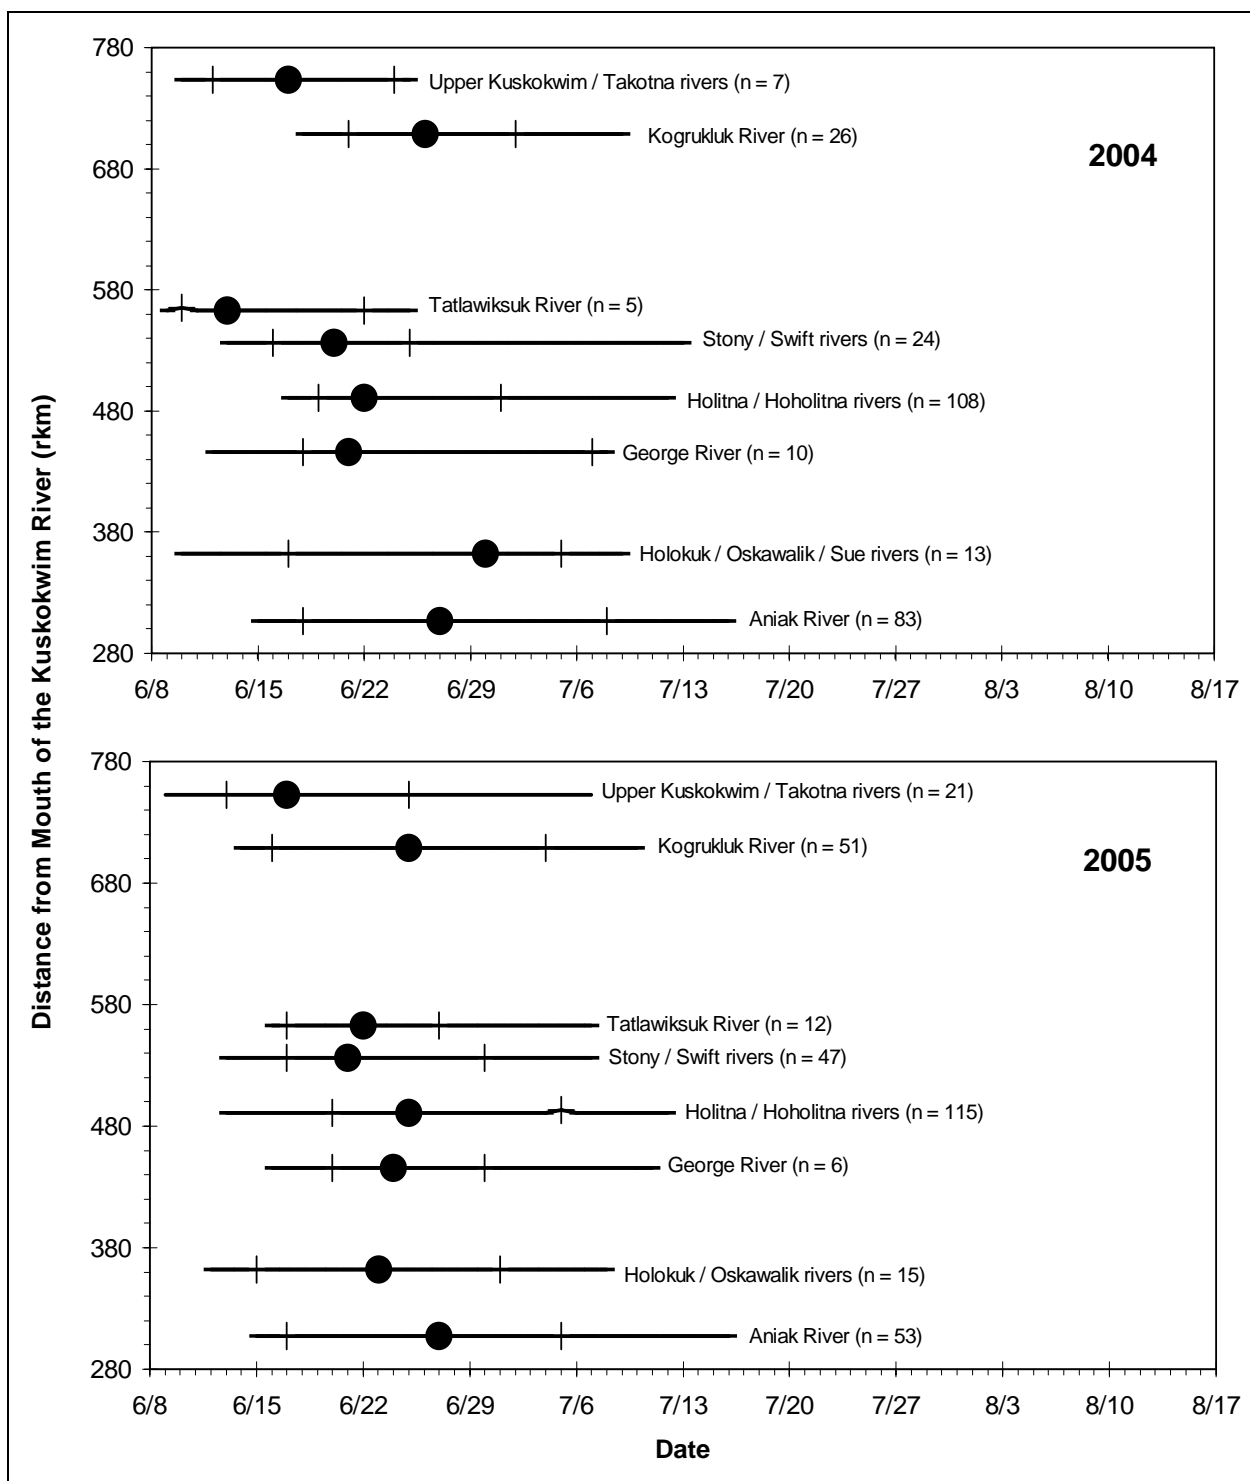 Distance from Mouth of the Kuskokwim River (rkm)
780
680
580
480
380
280
Upper Kuskokwim / Takotna rivers (n = 7)
Kogrukluk River (n = 26)
2004
Tatlawiksuk River (n = 5)
Stony / Swift rivers (n = 24)
Holitna / Hoholitna rivers (n = 108)
George River (n = 10)
Holokuk / Oskawalik / Sue rivers (n = 13)
Aniak River (n = 83)
6/8 6/15 6/22 6/29 7/6 7/13 7/20 7/27 8/3 8/10 8/17
780
680
580
480
380
280
Upper Kuskokwim / Takotna rivers (n = 21)
Kogrukluk River (n = 51)
2005
Tatlawiksuk River (n = 12)
Stony / Swift rivers (n = 47)
Holitna / Hoholitna rivers (n = 115)
George River (n = 6)
Holokuk / Oskawalik rivers (n = 15)
Aniak River (n = 53)
6/8 6/15 6/22 6/29 7/6 7/13 7/20 7/27 8/3 8/10 8/17
Date